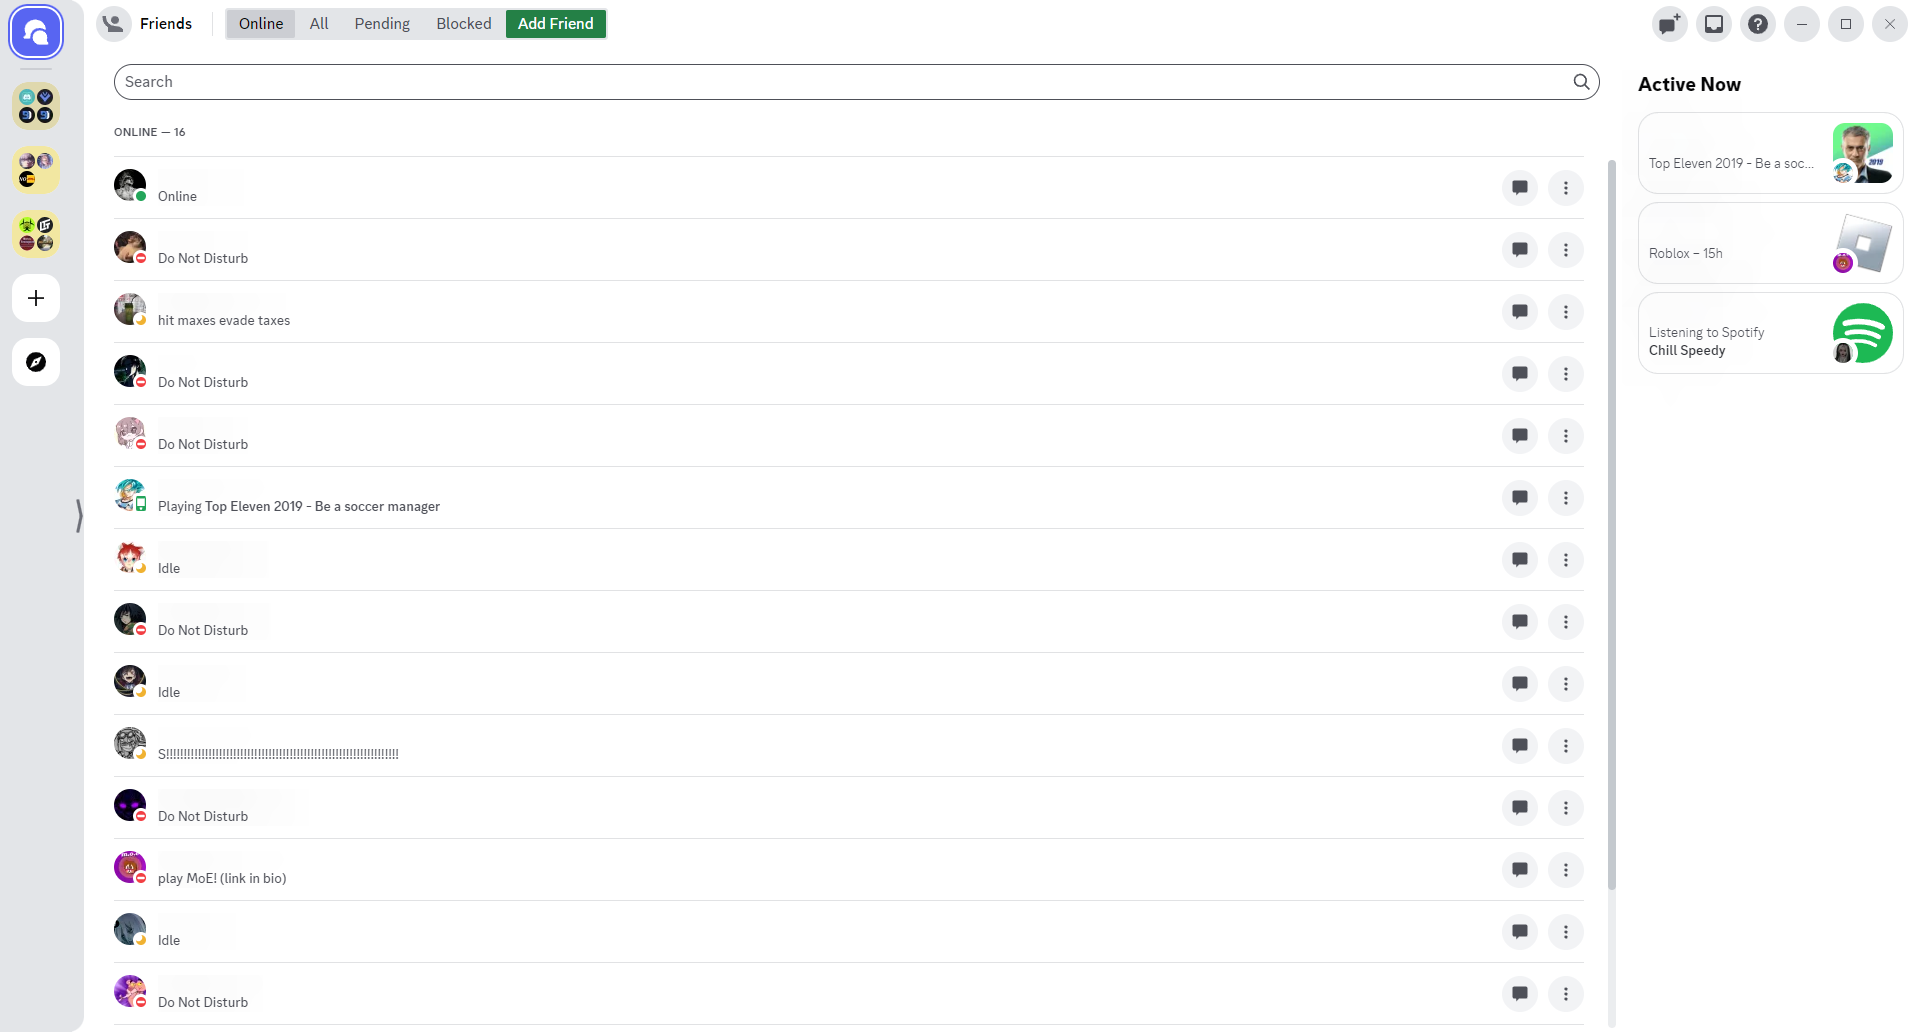 Friends
Online
All
Pending
Blocked
Add Friend
Search
ONLINE — 16
Online
Do Not Disturb
hit maxes evade taxes
Do Not Disturb
Do Not Disturb
Playing Top Eleven 2019 - Be a soccer manager
Idle
Do Not Disturb
Idle
Do Not Disturb
play MoE! (link in bio)
Idle
Do Not Disturb
Active Now
Top Eleven 2019 - Be a soc...
2019
Roblox – 15h
Listening to Spotify
Chill Speedy